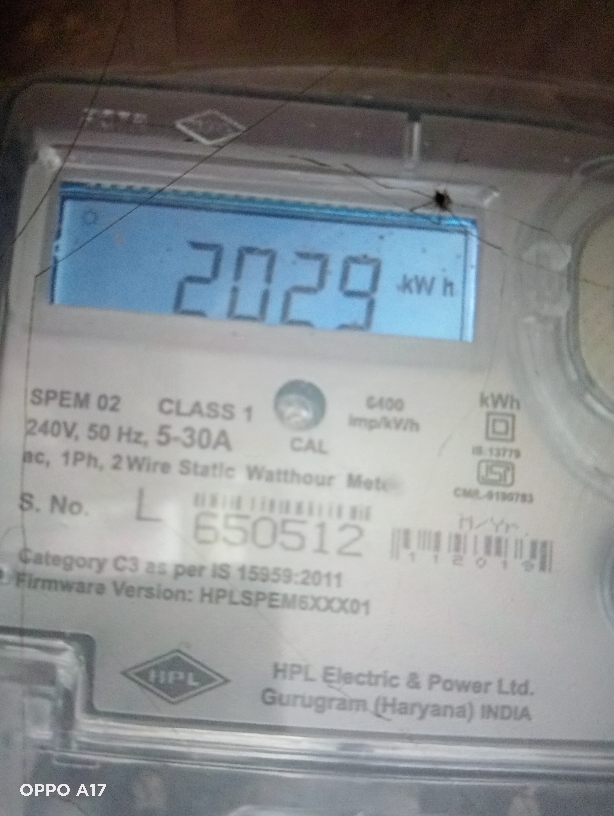 2029 kWh
SPEM 02 CLASS 1
240V, 50 Hz, 5-30A
ac, 1Ph, 2 Wire Static Watthour
CAL
6400
imp/kWh
kWh
IS:13779
S. No. L 650512
M/Yr.
112019
Category C3 as per IS 15959:2011
Firmware Version: HPLSPEM6XXX01
HPL
HPL Electric & Power Ltd.
Gurugram (Haryana) INDIA
OPPO A17